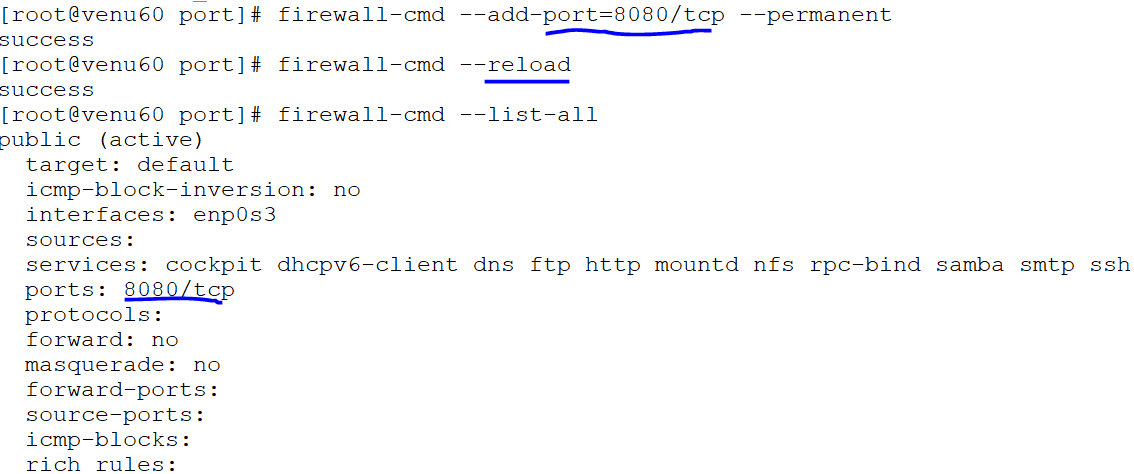 [root@venu60 port]# firewall-cmd --add-port=8080/tcp --permanent
success
[root@venu60 port]# firewall-cmd --reload
success
[root@venu60 port]# firewall-cmd --list-all
public (active)
  target: default
  icmp-block-inversion: no
  interfaces: enp0s3
  sources:
  services: cockpit dhcpv6-client dns ftp http mountd nfs rpc-bind samba smtp ssh
  ports: 8080/tcp
  protocols:
  forward: no
  masquerade: no
  forward-ports:
  source-ports:
  icmp-blocks:
  rich rules: